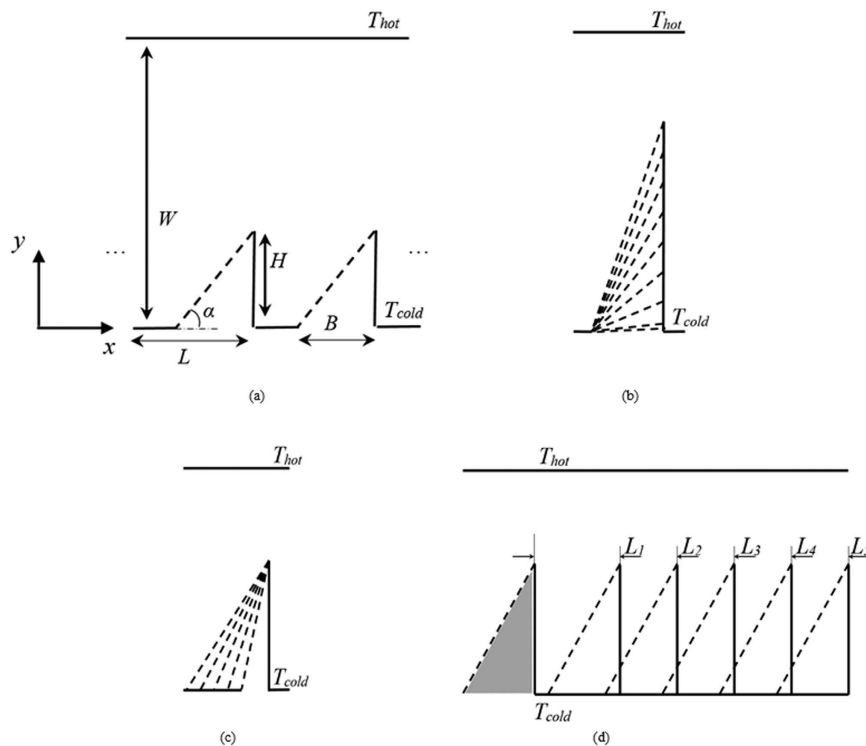 T_hot
W
y
...
H
...
α
B
T_cold
x
L
(a)
T_hot
T_cold
(b)
T_hot
T_cold
(c)
T_hot
L_1
L_2
L_3
L_4
T_cold
(d)